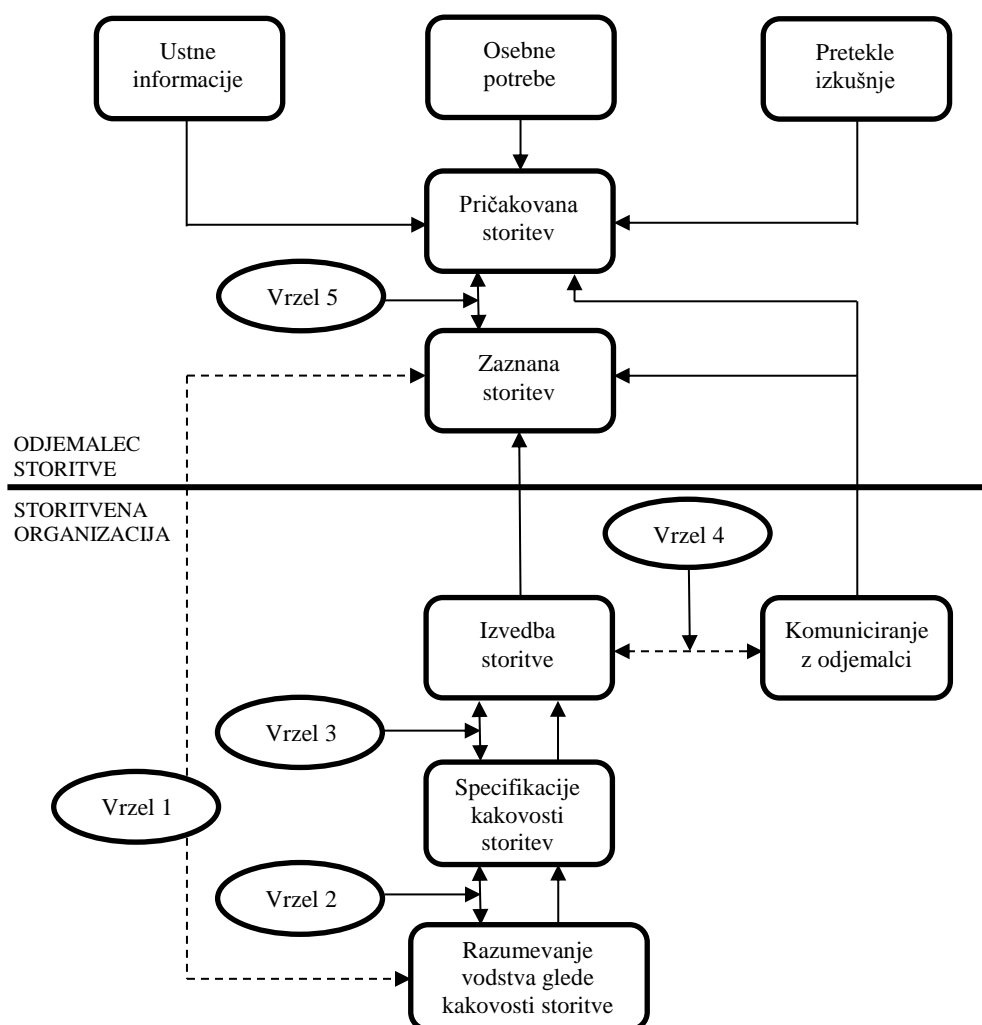 Ustne
informacije
Osebne
potrebe
Pretekle
izkušnje
Pričakovana
storitev
Vrzel 5
Zaznana
storitev
ODJEMALEC
STORITVE
STORITVENA
ORGANIZACIJA
Vrzel 4
Izvedba
storitve
Komuniciranje
z odjemalci
Vrzel 3
Specifikacije
kakovosti
storitev
Vrzel 1
Vrzel 2
Razumevanje
vodstva glede
kakovosti storitve